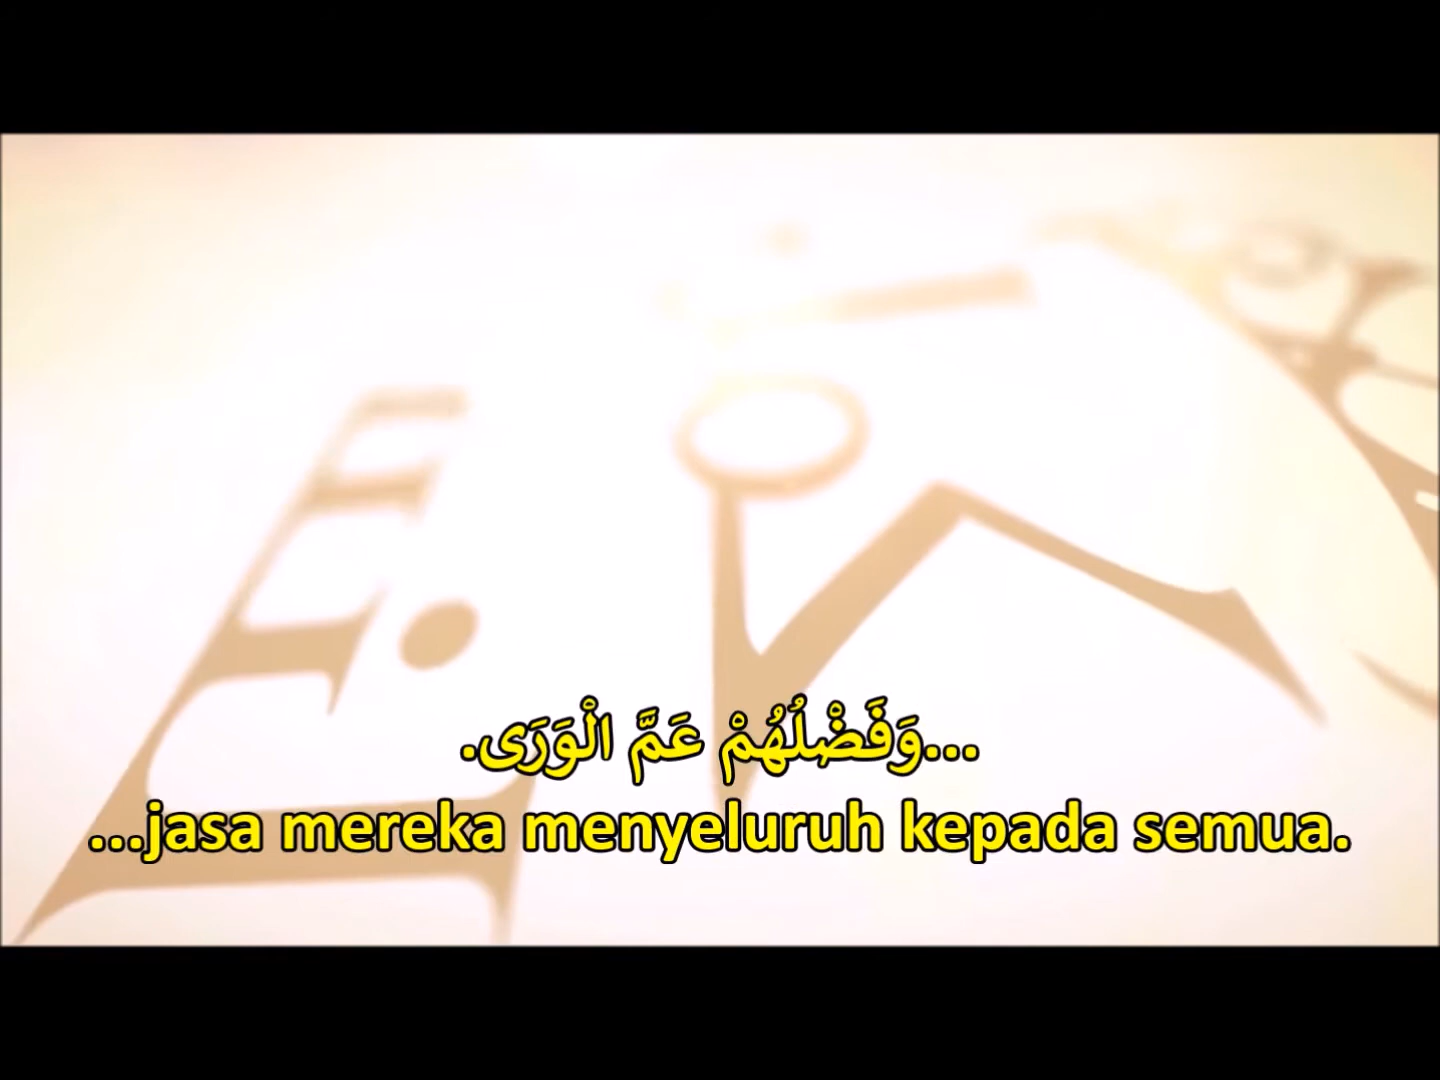 ...وَفَضْلُهُمْ عَمَّ الْوَرَى.
...jasa mereka menyeluruh kepada semua.